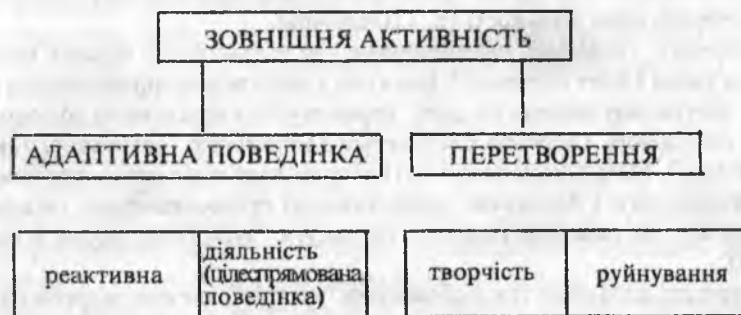 ЗОВНІШНЯ АКТИВНІСТЬ
АДАПТИВНА ПОВЕДІНКА
ПЕРЕТВОРЕННЯ
реактивна
діяльність
(цілеспрямована
поведінка)
творчість
руйнування